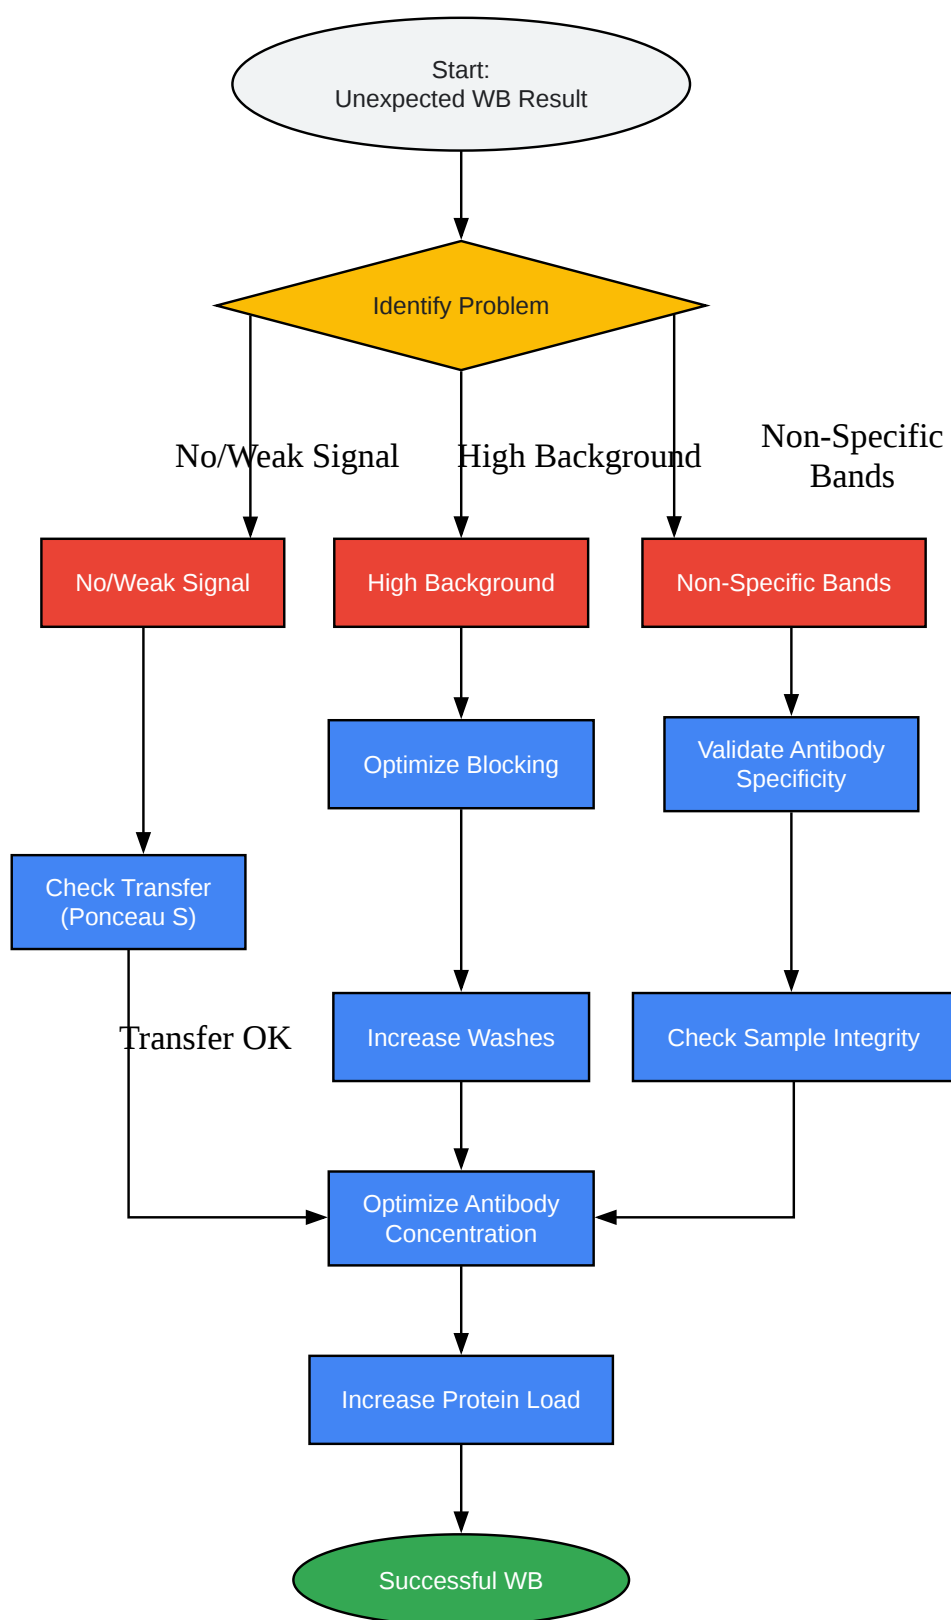 Start:
Unexpected WB Result
Identify Problem
No/Weak Signal
High Background
Non-Specific
Bands
No/Weak Signal
High Background
Non-Specific Bands
Optimize Blocking
Validate Antibody
Specificity
Check Transfer
(Ponceau S)
Transfer OK
Increase Washes
Check Sample Integrity
Optimize Antibody
Concentration
Increase Protein Load
Successful WB